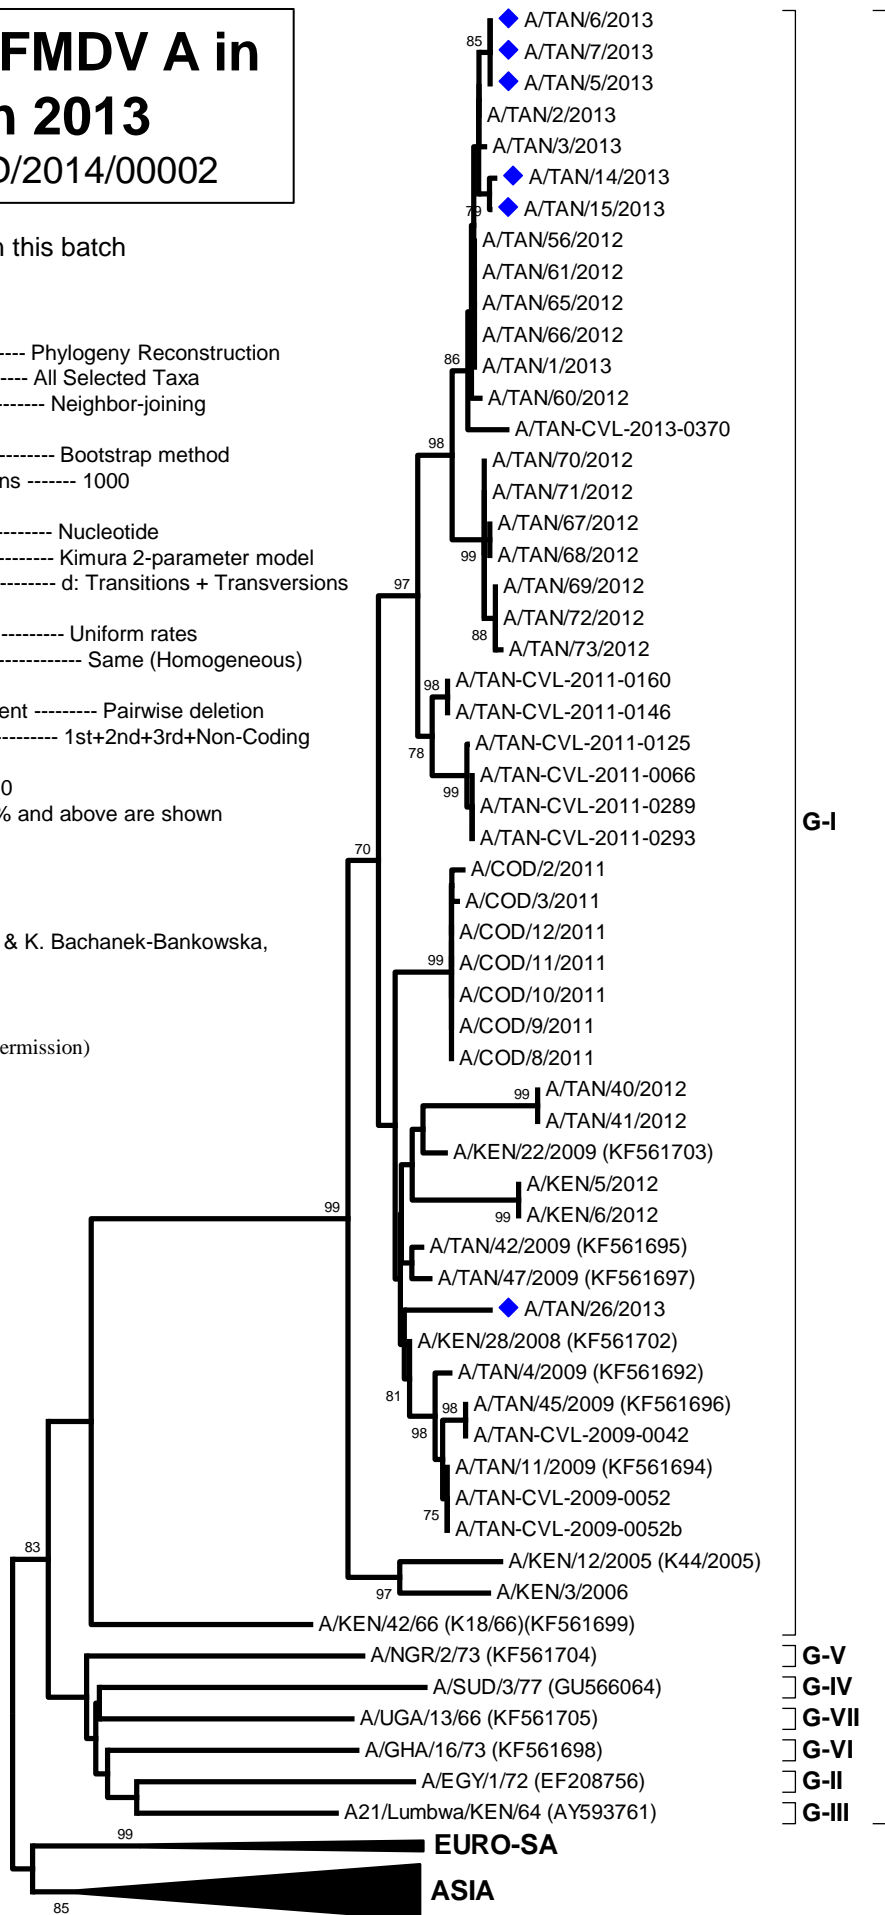 FMDV A in
n 2013
D/2014/00002
n this batch
---- Phylogeny Reconstruction
---- All Selected Taxa
-------- Neighbor-joining
-------- Bootstrap method
ns ------- 1000
-------- Nucleotide
-------- Kimura 2-parameter model
-------- d: Transitions + Transversions
---------- Uniform rates
------------ Same (Homogeneous)
ent --------- Pairwise deletion
--------- 1st+2nd+3rd+Non-Coding
0
% and above are shown
& K. Bachanek-Bankowska,
ermission)
A/TAN/6/2013
85
A/TAN/7/2013
A/TAN/5/2013
A/TAN/2/2013
A/TAN/3/2013
A/TAN/14/2013
79
A/TAN/15/2013
A/TAN/56/2012
A/TAN/61/2012
A/TAN/65/2012
A/TAN/66/2012
86
A/TAN/1/2013
A/TAN/60/2012
A/TAN-CVL-2013-0370
98
A/TAN/70/2012
A/TAN/71/2012
A/TAN/67/2012
99
A/TAN/68/2012
97
A/TAN/69/2012
A/TAN/72/2012
88
A/TAN/73/2012
98
A/TAN-CVL-2011-0160
A/TAN-CVL-2011-0146
78
A/TAN-CVL-2011-0125
A/TAN-CVL-2011-0066
99
A/TAN-CVL-2011-0289
A/TAN-CVL-2011-0293
G-I
70
A/COD/2/2011
A/COD/3/2011
A/COD/12/2011
99
A/COD/11/2011
A/COD/10/2011
A/COD/9/2011
A/COD/8/2011
99
A/TAN/40/2012
A/TAN/41/2012
A/KEN/22/2009 (KF561703)
A/KEN/5/2012
99
99
A/KEN/6/2012
A/TAN/42/2009 (KF561695)
A/TAN/47/2009 (KF561697)
A/TAN/26/2013
A/KEN/28/2008 (KF561702)
A/TAN/4/2009 (KF561692)
81
98
A/TAN/45/2009 (KF561696)
98
A/TAN-CVL-2009-0042
A/TAN/11/2009 (KF561694)
A/TAN-CVL-2009-0052
75
A/TAN-CVL-2009-0052b
83
A/KEN/12/2005 (K44/2005)
97
A/KEN/3/2006
A/KEN/42/66 (K18/66)(KF561699)
A/NGR/2/73 (KF561704)
G-V
A/SUD/3/77 (GU566064)
G-IV
A/UGA/13/66 (KF561705)
G-VII
A/GHA/16/73 (KF561698)
G-VI
A/EGY/1/72 (EF208756)
G-II
A21/Lumbwa/KEN/64 (AY593761)
G-III
99
EURO-SA
ASIA
85